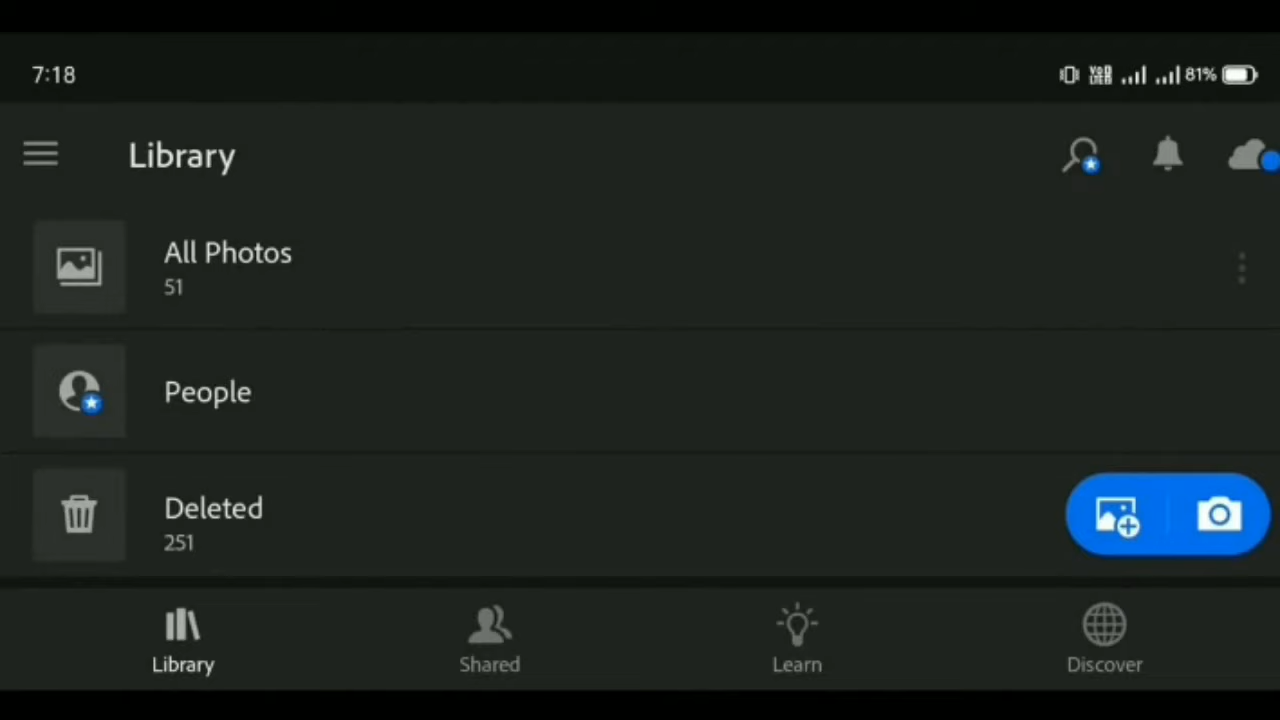 7:18
81%
Library
All Photos
51
People
Deleted
251
Library
Shared
Learn
Discover